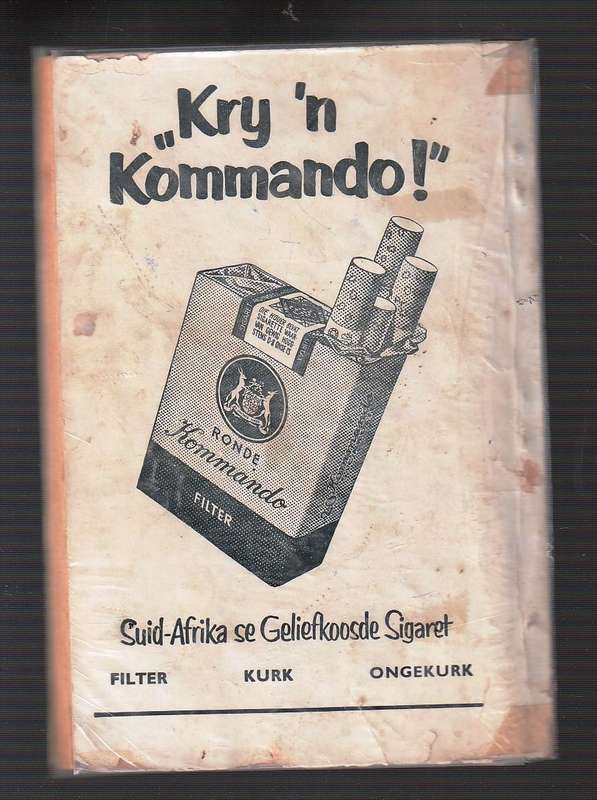 „Kry 'n
Kommando!”
RONDE
Kommando
FILTER
Suid-Afrika se Geliefkoosde Sigaret
FILTER KURK ONGEKURK